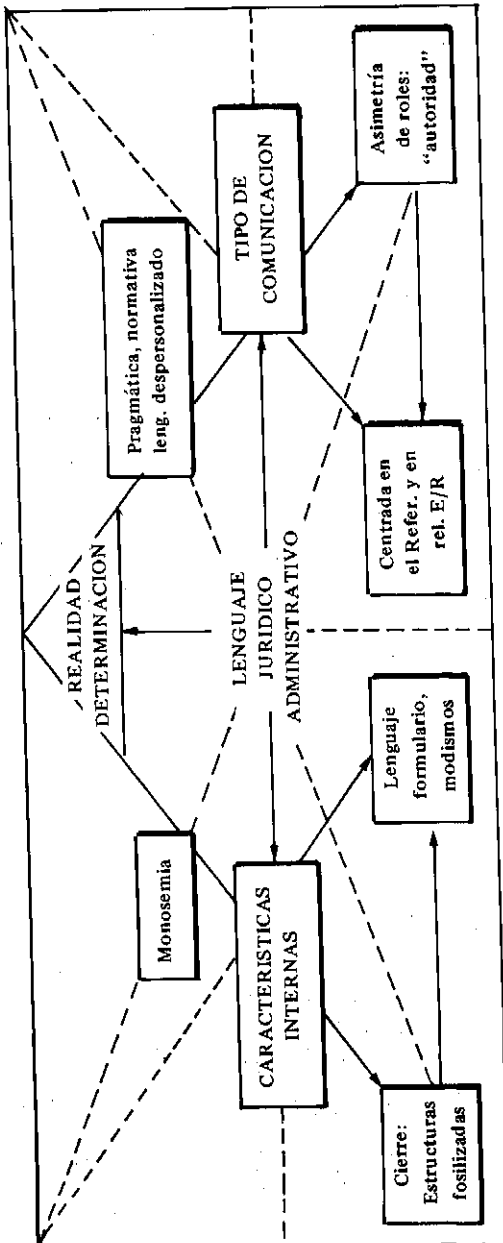 REALIDAD
DETERMINACION
Monosemia
Pragmática, normativa
leng. despersonalizado
LENGUAJE
JURIDICO
ADMINISTRATIVO
CARACTERISTICAS
INTERNAS
TIPO DE
COMUNICACION
Cierre:
Estructuras
fosilizadas
Lenguaje
formulario,
modismos
Centrada en
el Refer. y en
rel. E/R
Asimetría
de roles:
“autoridad”